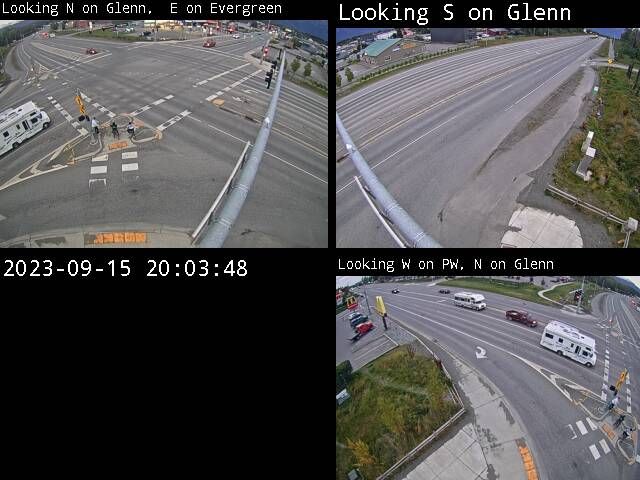 Looking N on Glenn, E on Evergreen
Looking S on Glenn
2023-09-15 20:03:48
Looking W on PW, N on Glenn